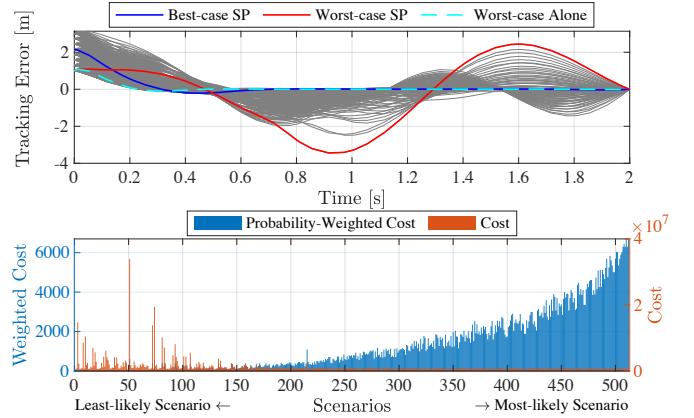 Best-case SP Worst-case SP Worst-case Alone
Tracking Error [m]
2
0
-2
-4
0 0.2 0.4 0.6 0.8 1 1.2 1.4 1.6 1.8 2
Time [s]
Probability-Weighted Cost Cost
×10⁷
Weighted Cost
6000
4000
2000
0
4
2
0
Cost
0 50 100 150 200 250 300 350 400 450 500
Least-likely Scenario ← Scenarios → Most-likely Scenario